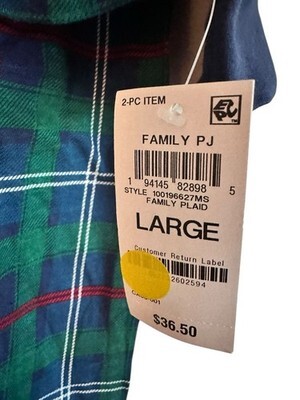 2-PC ITEM
FAMILY PJ
1 94145 82898 5
STYLE 100196627MS
FAMILY PLAID
LARGE
Customer Return Label
2602594
$36.50